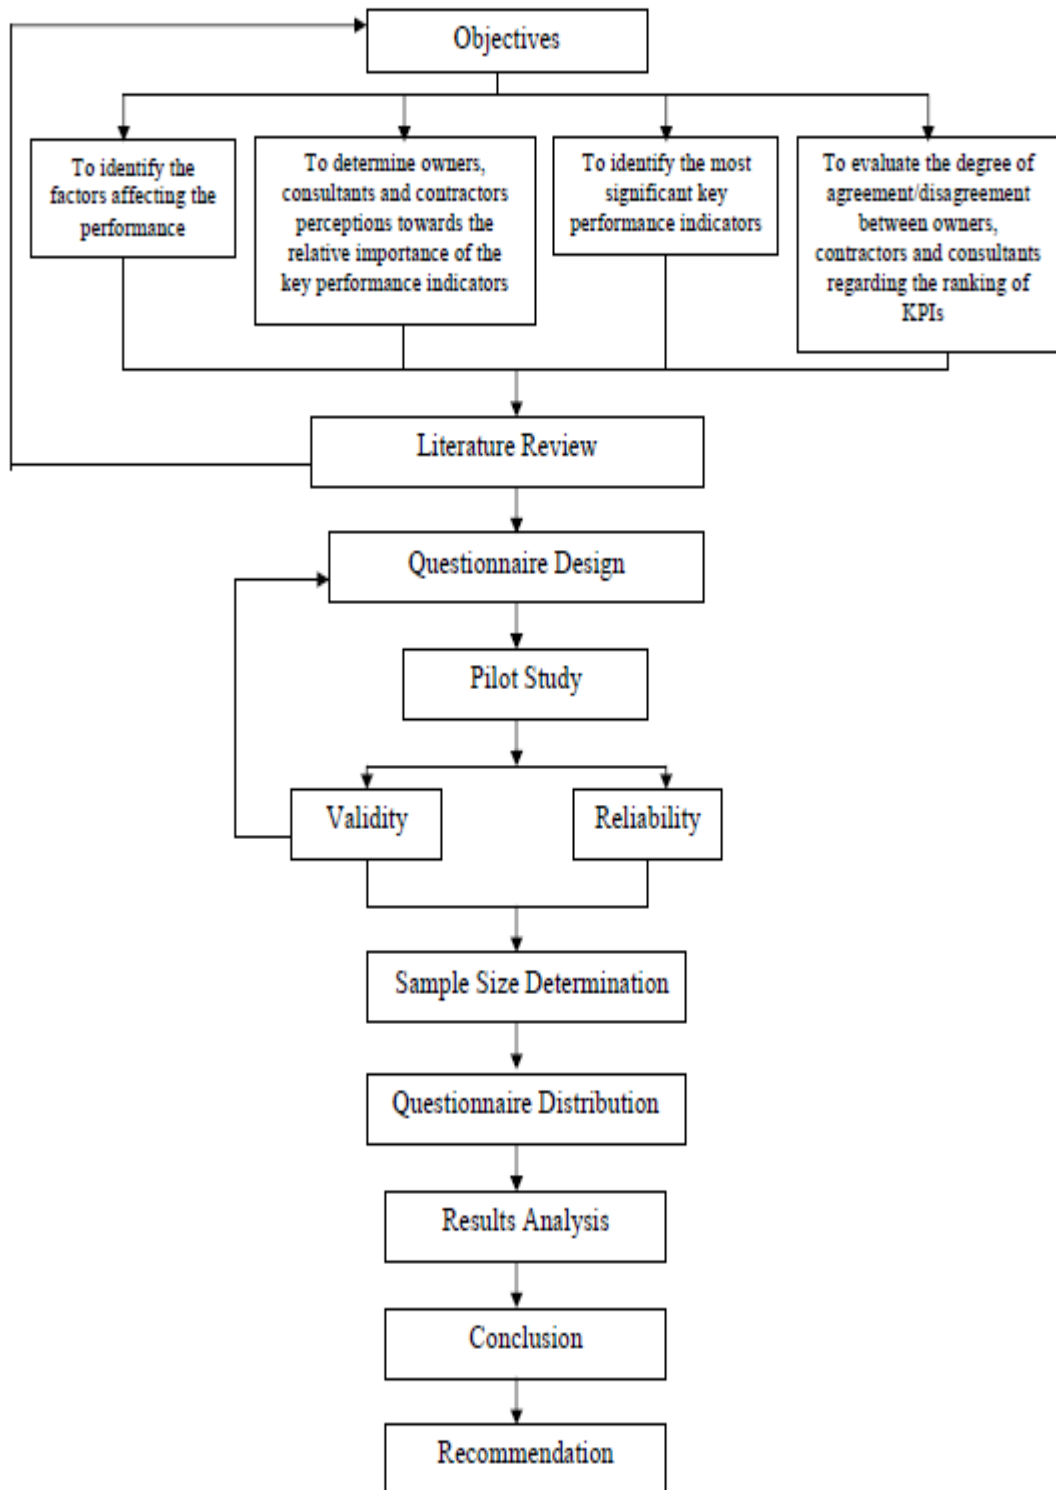 Objectives
To identify the
factors affecting the
performance
To determine owners,
consultants and contractors
perceptions towards the
relative importance of the
key performance indicators
To identify the most
significant key
performance indicators
To evaluate the degree of
agreement/disagreement
between owners,
contractors and consultants
regarding the ranking of
KPIs
Literature Review
Questionnaire Design
Pilot Study
Validity
Reliability
Sample Size Determination
Questionnaire Distribution
Results Analysis
Conclusion
Recommendation